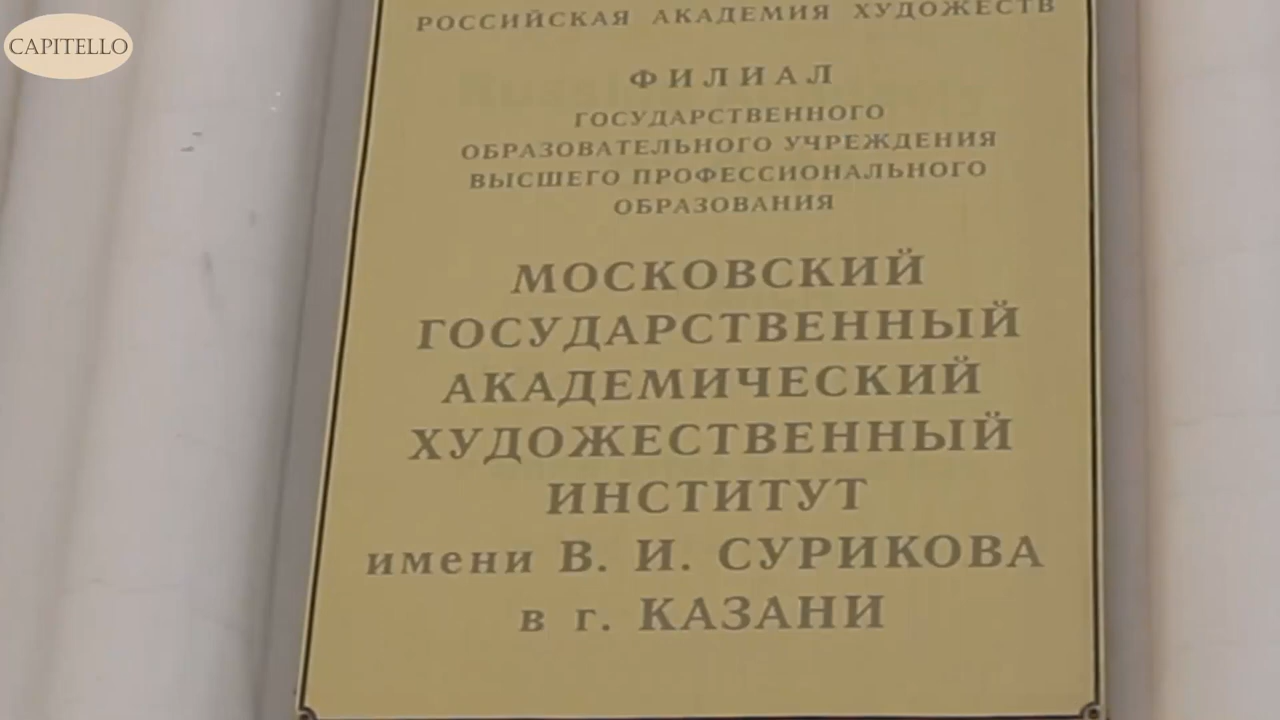 CAPITELLO
РОССИЙСКАЯ АКАДЕМИЯ ХУДОЖЕСТВ
ФИЛИАЛ
ГОСУДАРСТВЕННОГО
ОБРАЗОВАТЕЛЬНОГО УЧРЕЖДЕНИЯ
ВЫСШЕГО ПРОФЕССИОНАЛЬНОГО
ОБРАЗОВАНИЯ
МОСКОВСКИЙ
ГОСУДАРСТВЕННЫЙ
АКАДЕМИЧЕСКИЙ
ХУДОЖЕСТВЕННЫЙ
ИНСТИТУТ
имени В. И. СУРИКОВА
в г. КАЗАНИ